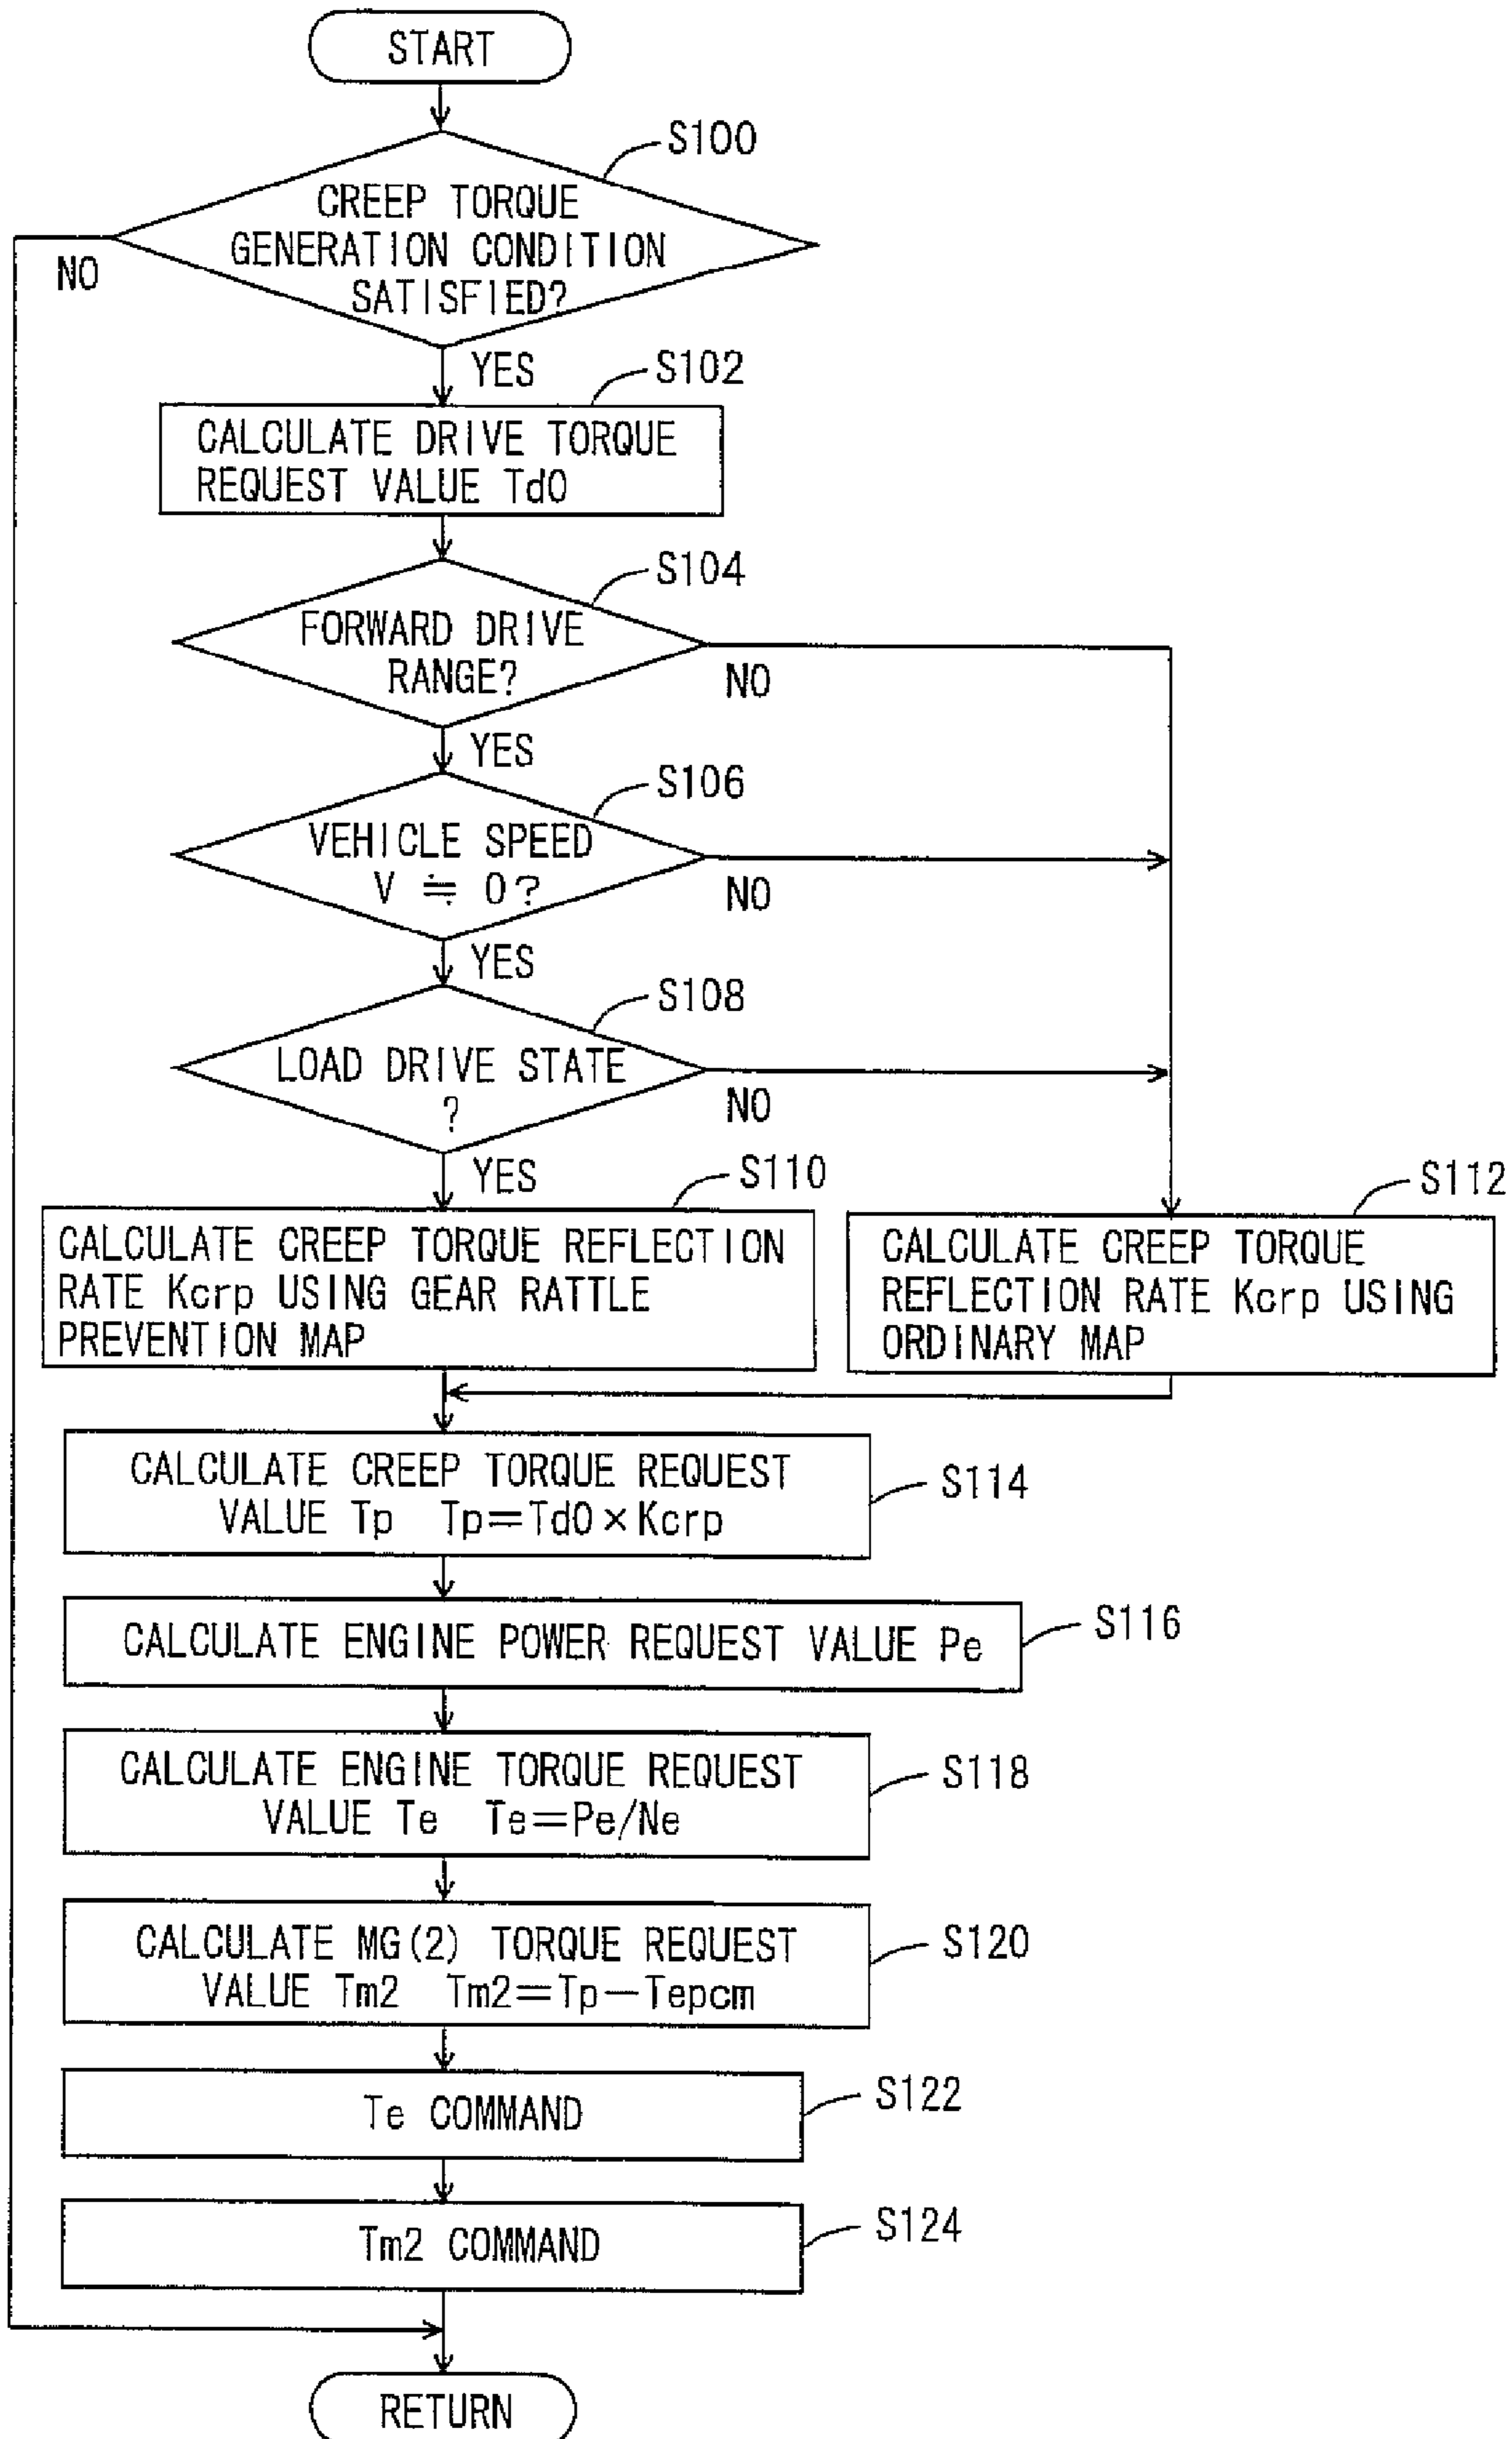 START
S100
CREEP TORQUE
GENERATION CONDITION
SATISFIED?
NO
YES
S102
CALCULATE DRIVE TORQUE
REQUEST VALUE Td0
S104
FORWARD DRIVE
RANGE?
NO
YES
S106
VEHICLE SPEED
V ≒ 0?
NO
YES
S108
LOAD DRIVE STATE
?
NO
YES
S110
CALCULATE CREEP TORQUE REFLECTION
RATE Kcrp USING GEAR RATTLE
PREVENTION MAP
S112
CALCULATE CREEP TORQUE
REFLECTION RATE Kcrp USING
ORDINARY MAP
CALCULATE CREEP TORQUE REQUEST
VALUE Tp Tp=Td0×Kcrp
S114
CALCULATE ENGINE POWER REQUEST VALUE Pe
S116
CALCULATE ENGINE TORQUE REQUEST
VALUE Te Te=Pe/Ne
S118
CALCULATE MG(2) TORQUE REQUEST
VALUE Tm2 Tm2=Tp-Tepcm
S120
Te COMMAND
S122
Tm2 COMMAND
S124
RETURN